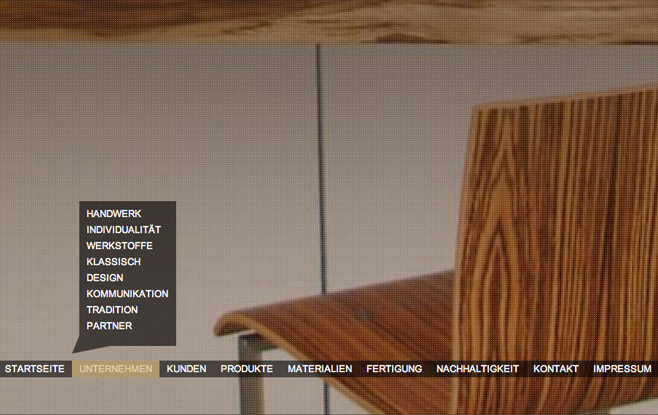 HANDWERK
INDIVIDUALITÄT
WERKSTOFFE
KLASSISCH
DESIGN
KOMMUNIKATION
TRADITION
PARTNER
STARTSEITE UNTERNEHMEN KUNDEN PRODUKTE MATERIALIEN FERTIGUNG NACHHALTIGKEIT KONTAKT IMPRESSUM